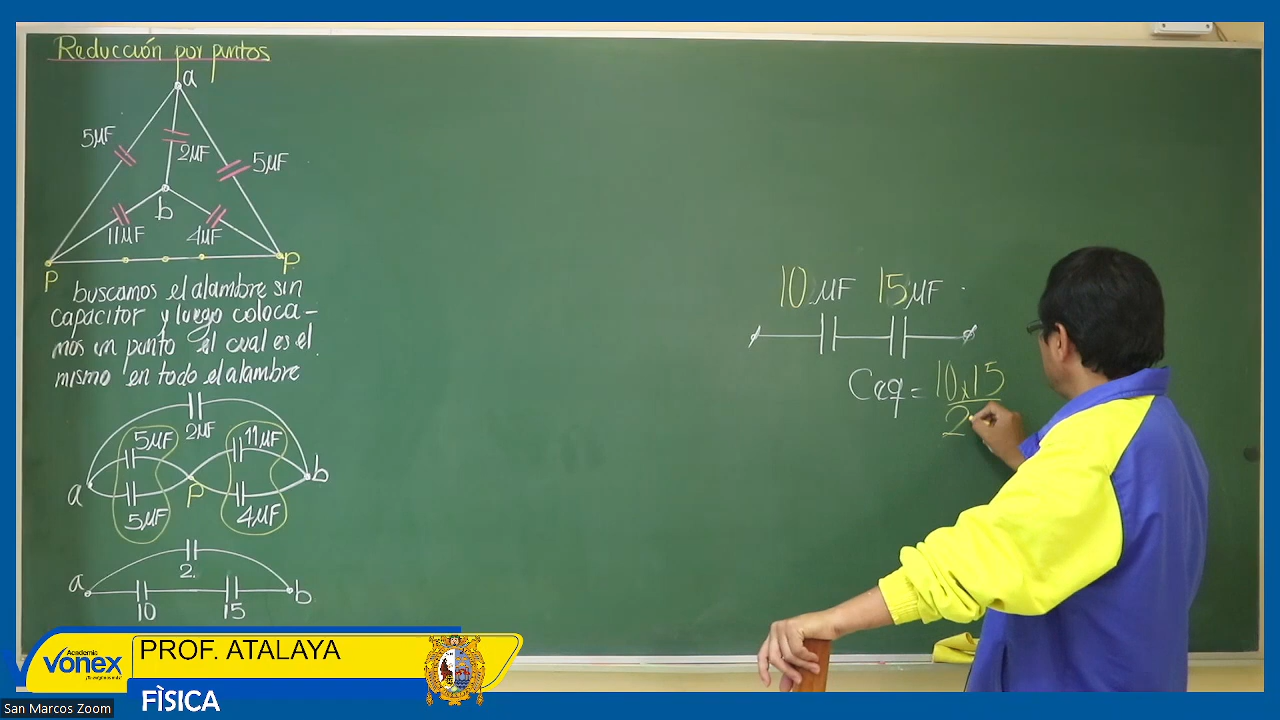 Reducción por puntos
a
5µF
2µF
5µF
b
11µF
4µF
P
P
buscamos el alambre sin
capacitor y luego coloca-
mos un punto el cual es el
mismo en todo el alambre
2µF
5µF
11µF
a
P
b
5µF
4µF
a
2
b
10
15
10 µF 15 µF
Ceq = 10x15
2
Academia
vonex
PROF. ATALAYA
FÌSICA
San Marcos Zoom